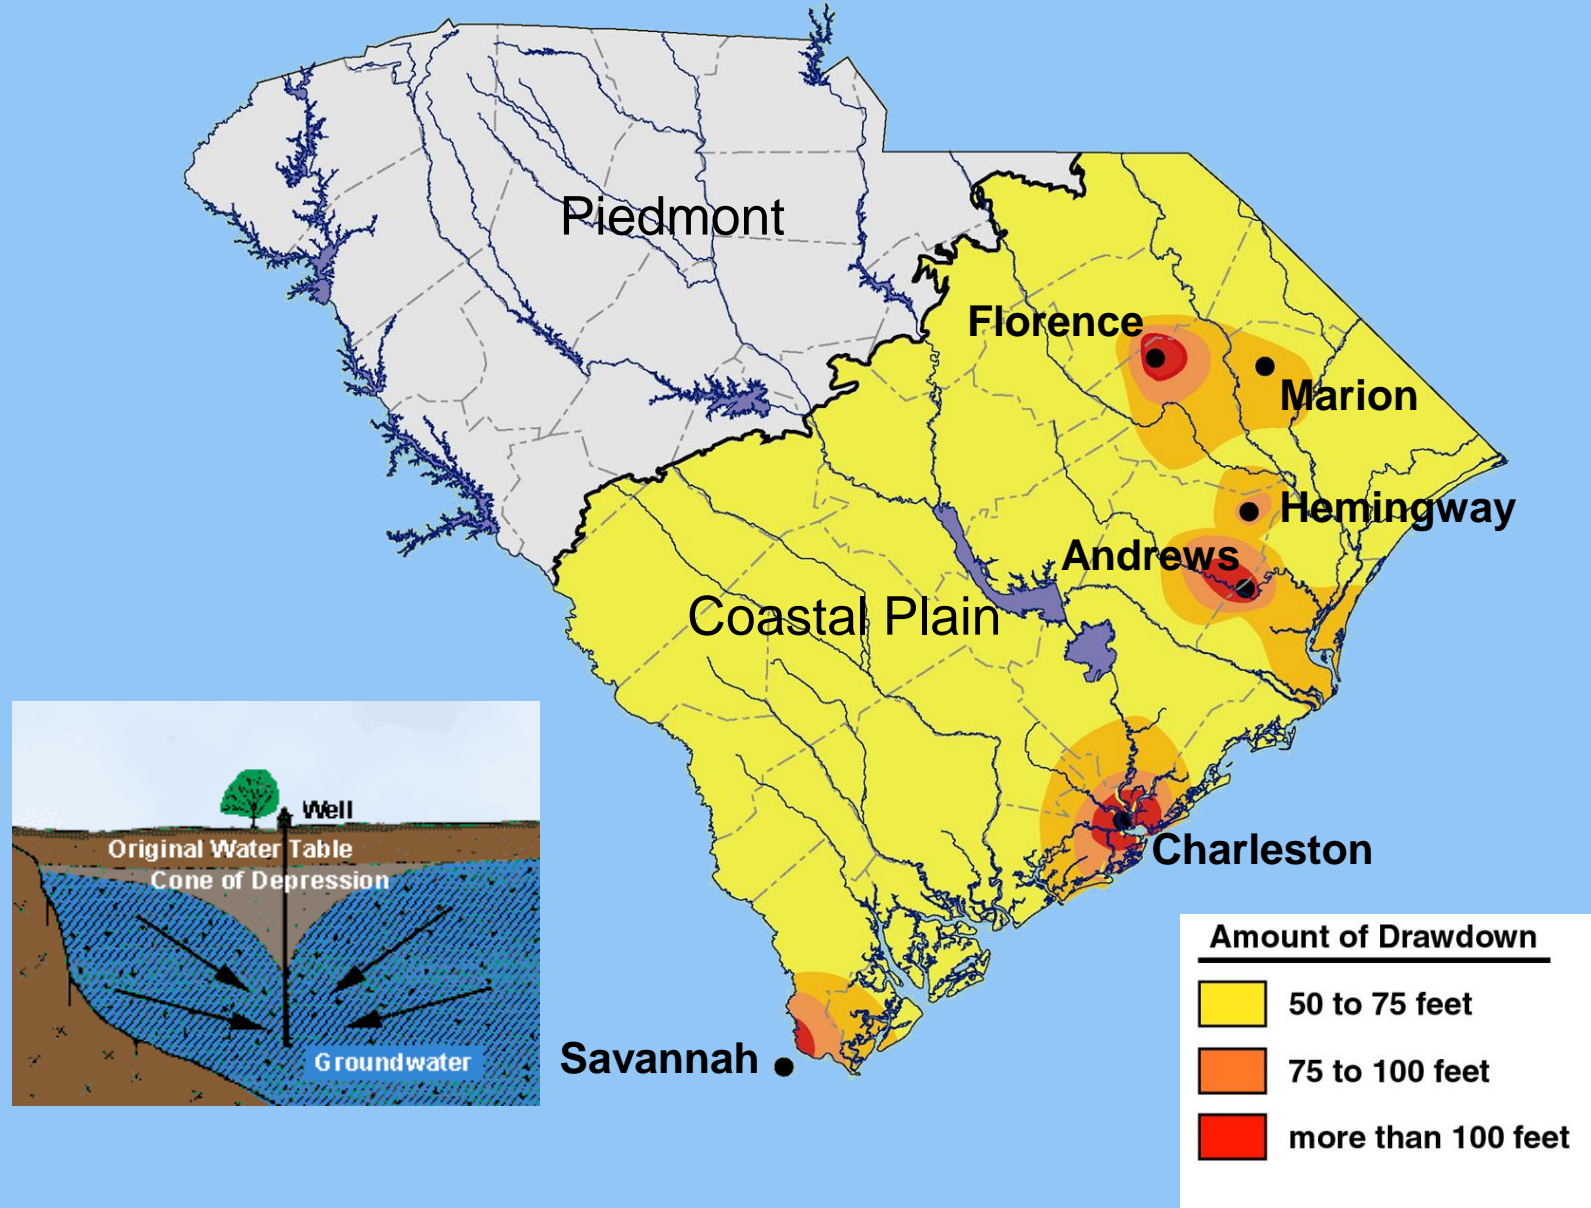 Piedmont
Florence
Marion
Hemingway
Andrews
Coastal Plain
Charleston
Savannah
Well
Original Water Table
Cone of Depression
Groundwater
Amount of Drawdown
50 to 75 feet
75 to 100 feet
more than 100 feet